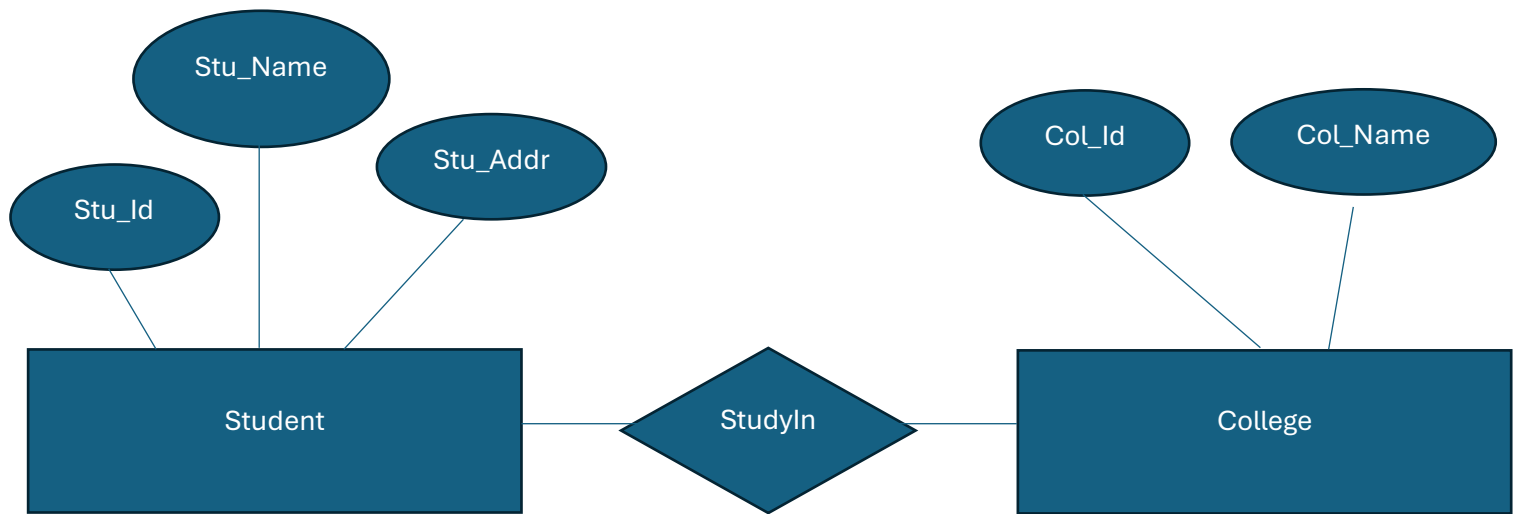 Stu_Name
Stu_Addr
Stu_Id
Col_Id
Col_Name
Student
StudyIn
College